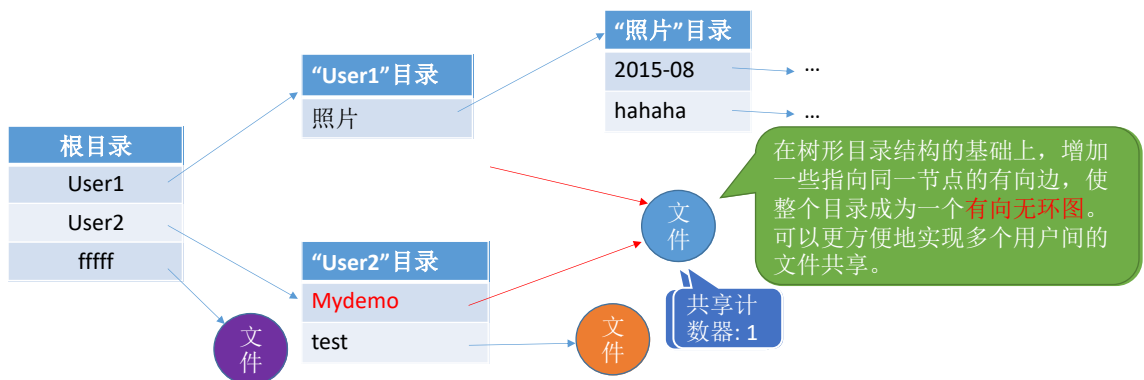 “照片”目录
2015-08
...
hahaha
...
“User1”目录
照片
根目录
User1
User2
fffff
在树形目录结构的基础上，增加
一些指向同一节点的有向边，使
整个目录成为一个有向无环图。
可以更方便地实现多个用户间的
文件共享。
文
件
“User2”目录
Mydemo
test
共享计
数器: 1
文
件
文
件